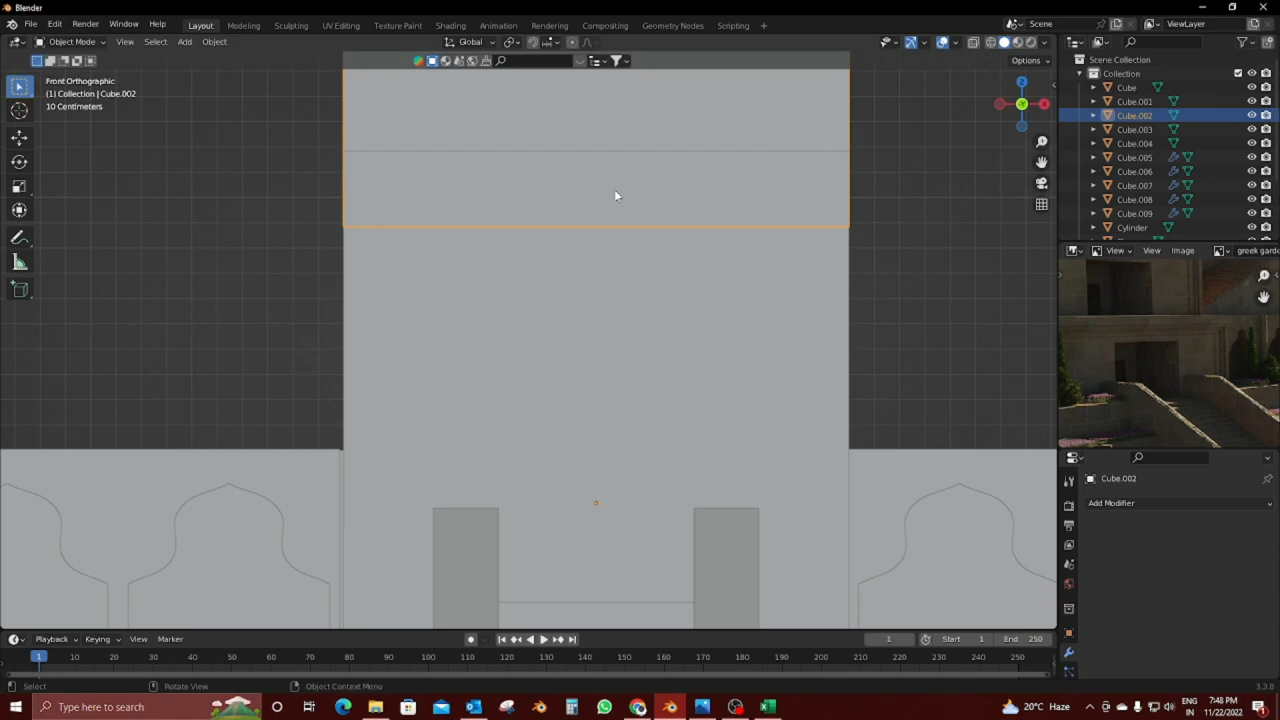 Blender
File Edit Render Window Help Layout Modeling Sculpting UV Editing Texture Paint Shading Animation Rendering Compositing Geometry Nodes Scripting + Scene ViewLayer
Object Mode View Select Add Object Global
Options
Front Orthographic
(1) Collection | Cube.002
10 Centimeters
Z
-Y
X
Scene Collection
Collection
Cube
Cube.001
Cube.002
Cube.003
Cube.004
Cube.005
Cube.006
Cube.007
Cube.008
Cube.009
Cylinder
View View Image greek garde
Cube.002
Add Modifier
Playback Keying View Marker 1 Start 1 End 250
1 10 20 30 40 50 60 70 80 90 100 110 120 130 140 150 160 170 180 190 200 210 220 230 240 250
Select Rotate View Object Context Menu 3.3.0
Type here to search
20°C Haze
ENG
IN
7:48 PM
11/22/2022
1